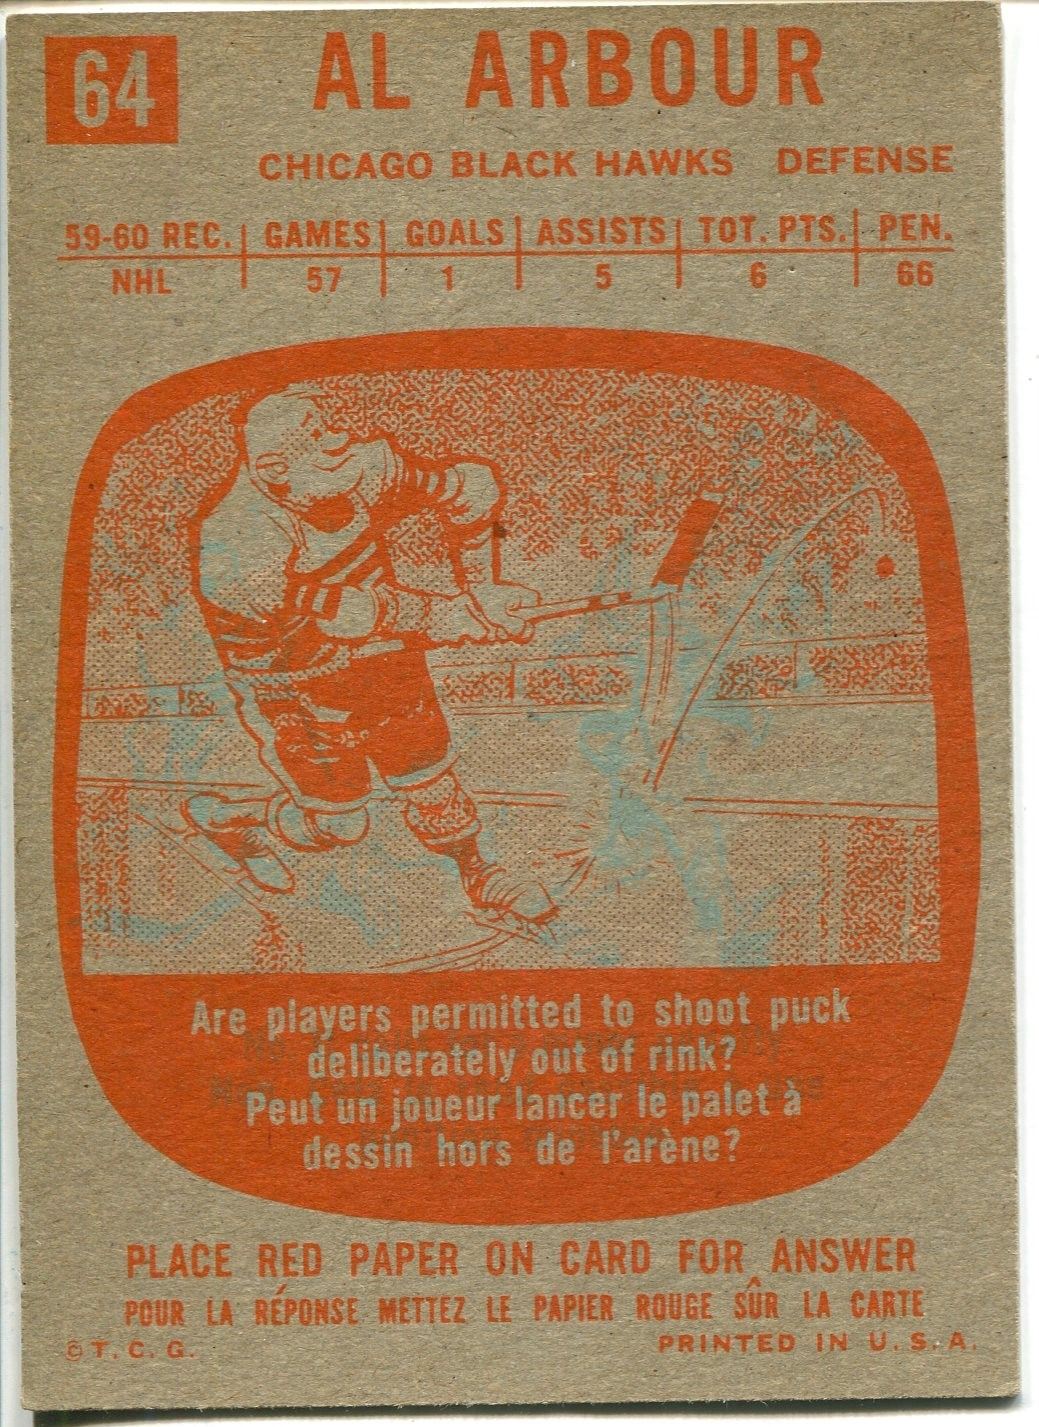 64
AL ARBOUR
CHICAGO BLACK HAWKS DEFENSE
59-60 REC. GAMES GOALS ASSISTS TOT. PTS. PEN.
NHL 57 1 5 6 66
Are players permitted to shoot puck
deliberately out of rink?
Peut un joueur lancer le palet à
dessin hors de l'arène?
PLACE RED PAPER ON CARD FOR ANSWER
POUR LA RÉPONSE METTEZ LE PAPIER ROUGE SÛR LA CARTE
© T. C. G. PRINTED IN U. S. A.